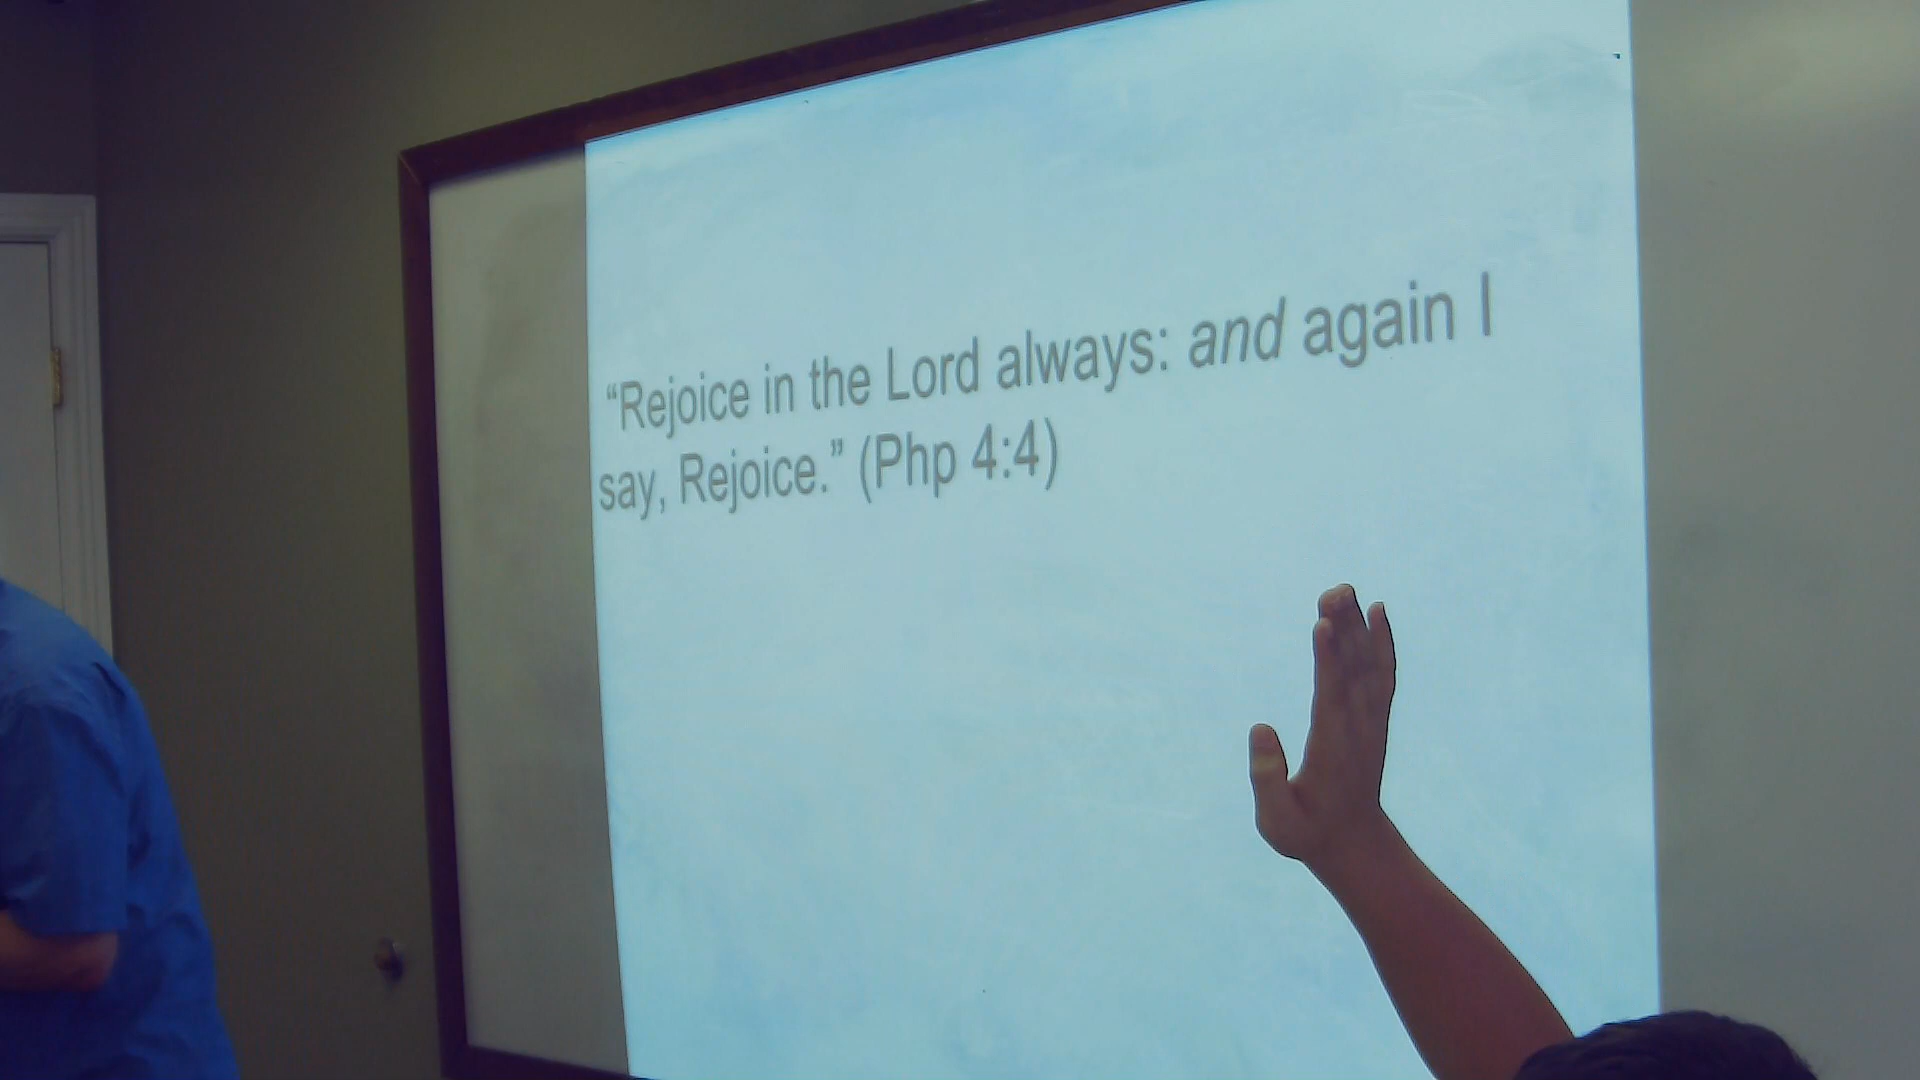 “Rejoice in the Lord always: and again I
say, Rejoice.” (Php 4:4)